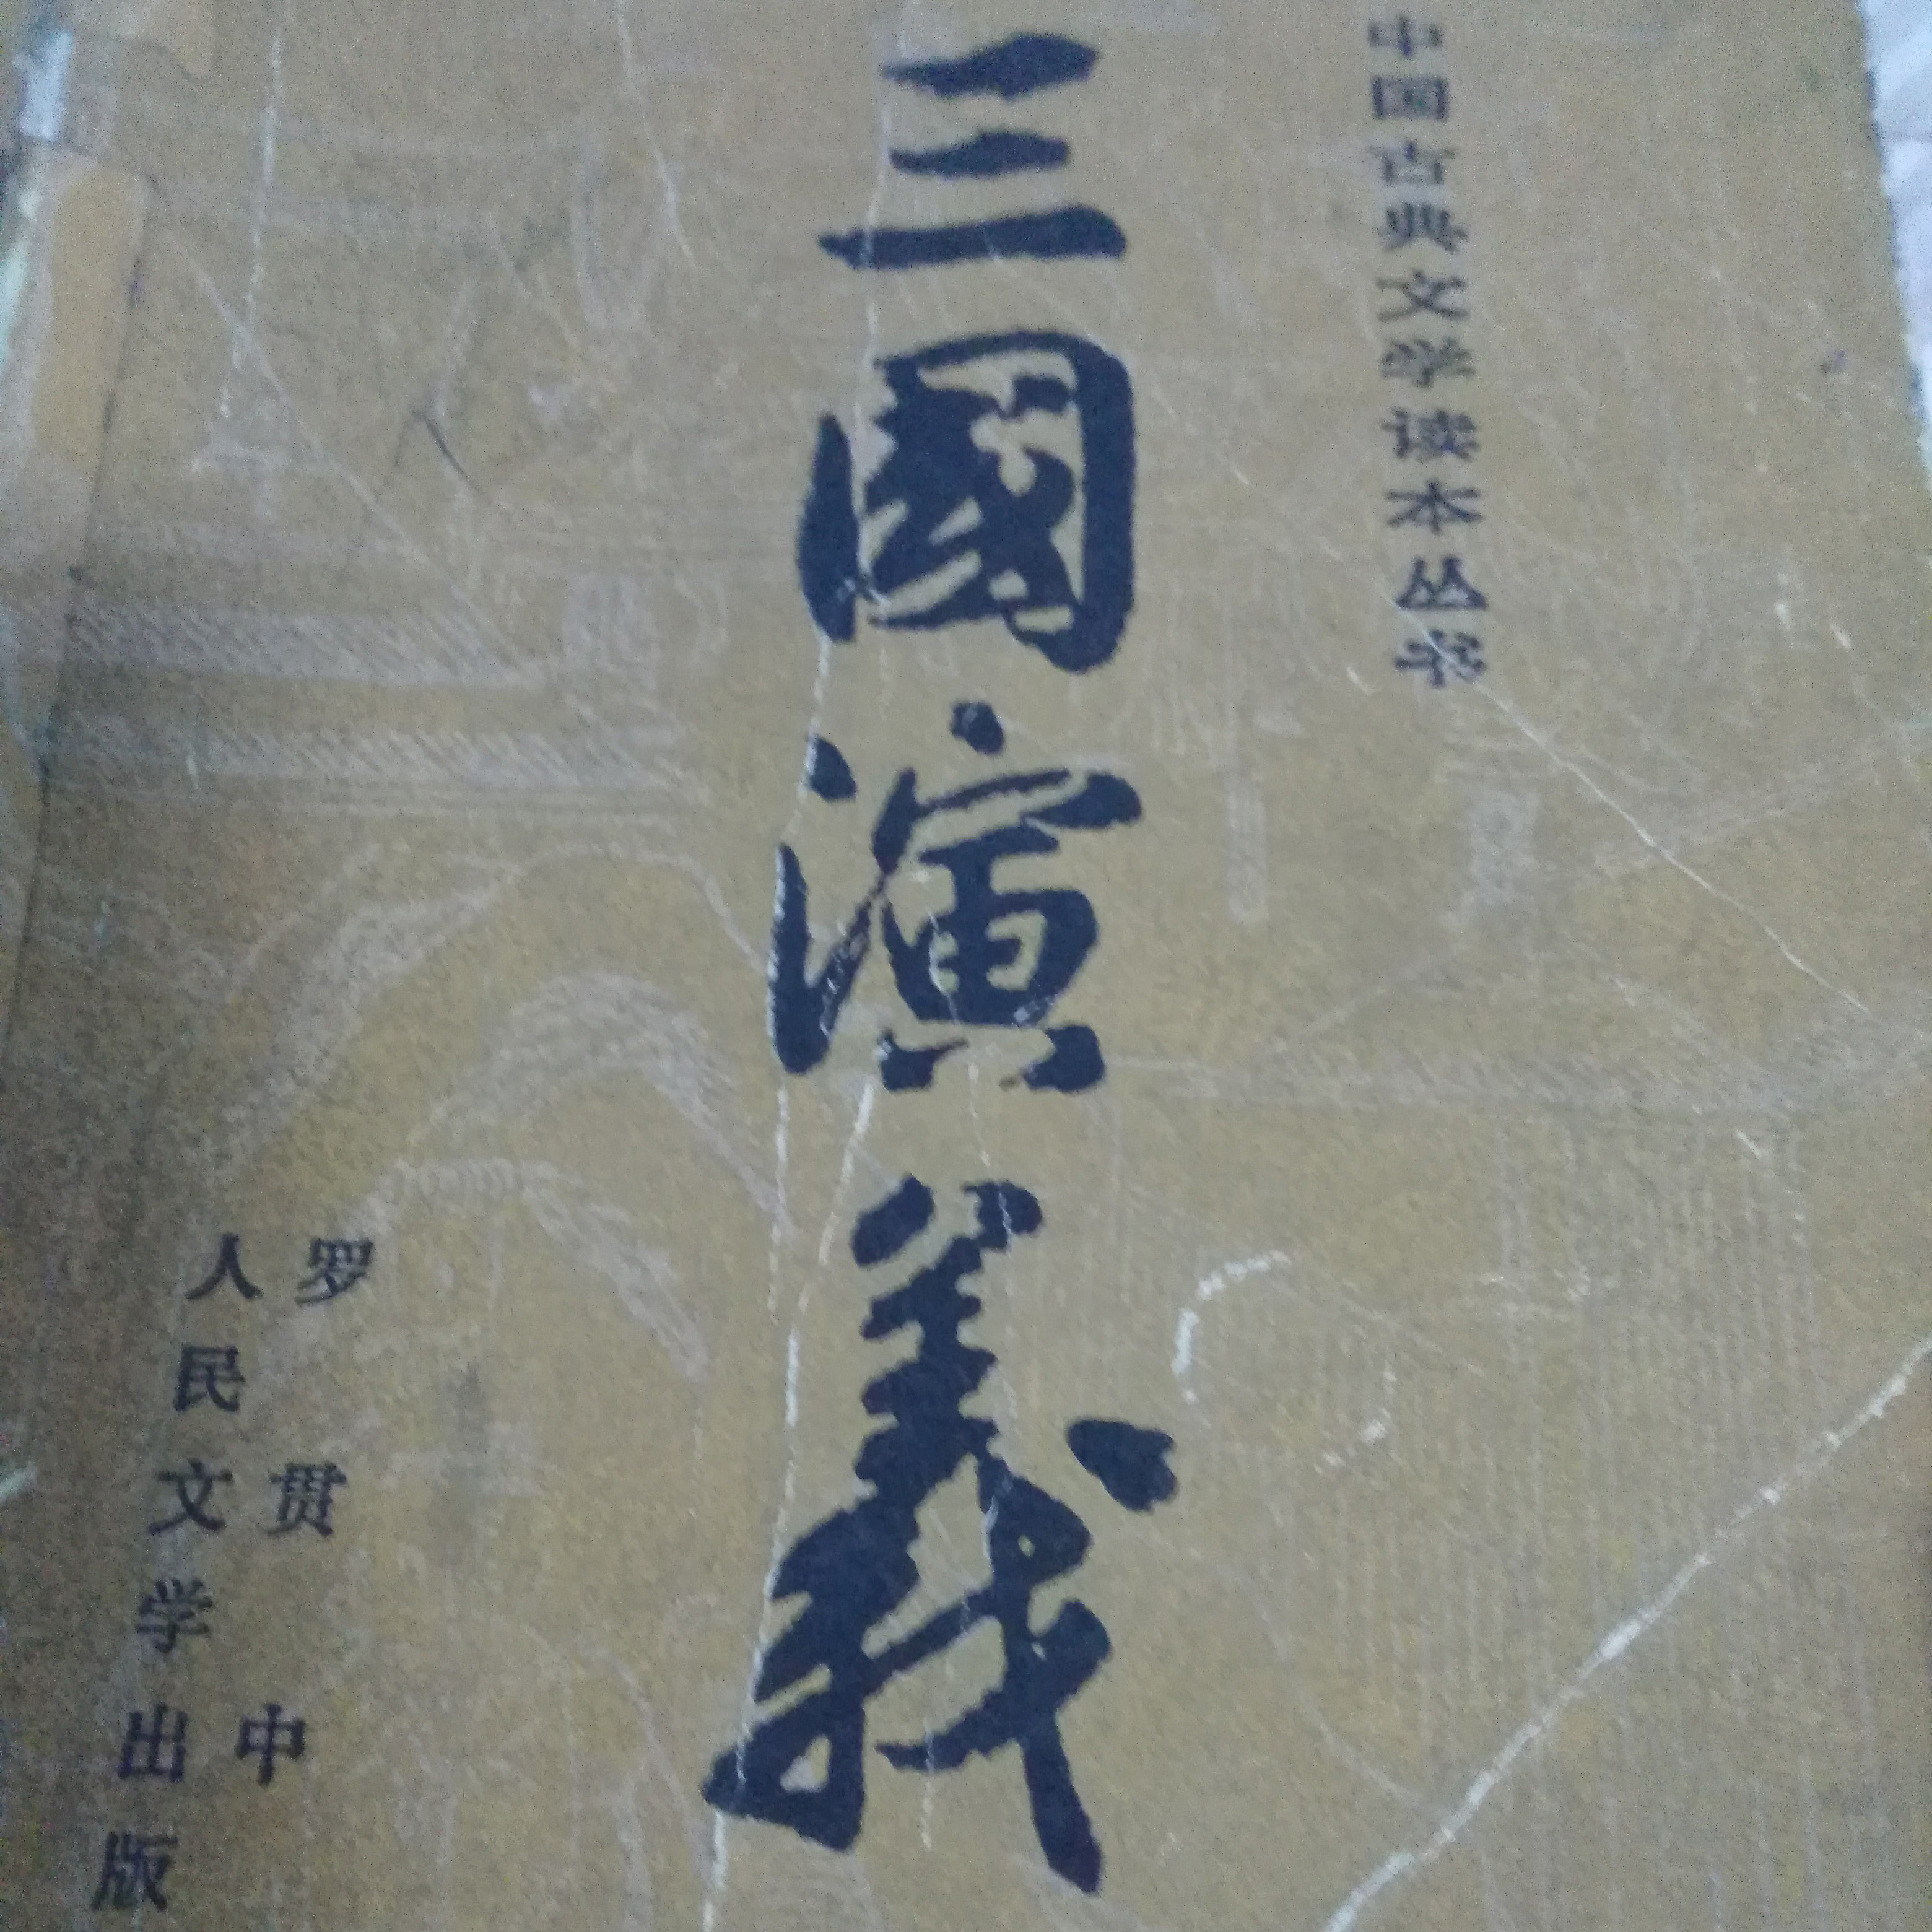 中国古典文学读本丛书
三國演義
罗贯中
人民文学出版